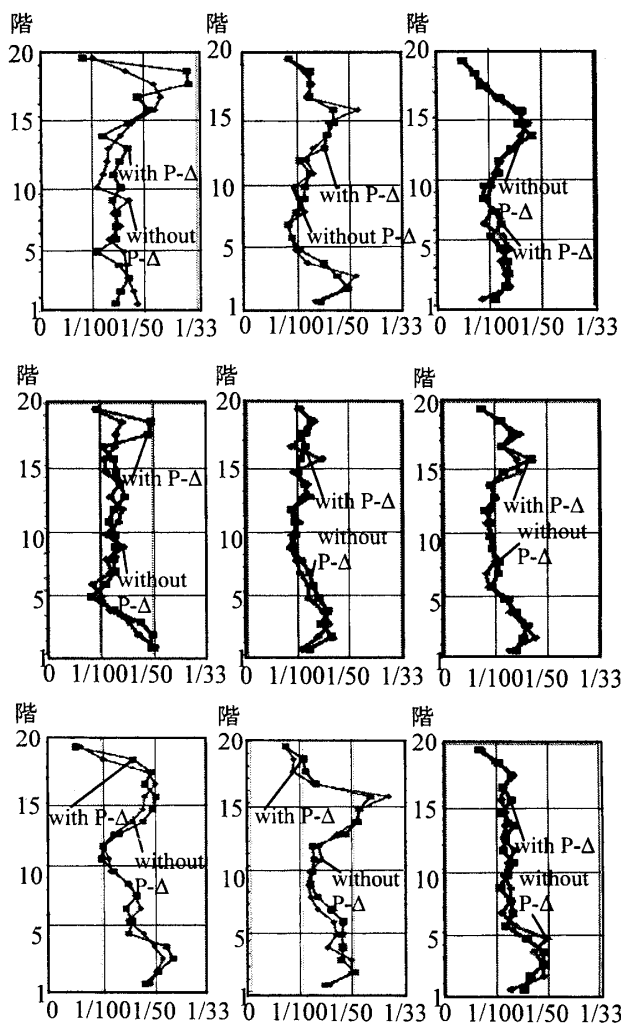 階 階 階
20 20 20
15 15 15
with P-Δ
10 10 10
with P-Δ without
without P-Δ P-Δ
without
P-Δ with P-Δ
5 5 5
1 1 1
0 1/100 1/50 1/33 0 1/100 1/50 1/33 0 1/100 1/50 1/33
階 階 階
20 20 20
15 15 15
with P-Δ with P-Δ with P-Δ
10 10 10
without without without
P-Δ P-Δ P-Δ
5 5 5
1 1 1
0 1/100 1/50 1/33 0 1/100 1/50 1/33 0 1/100 1/50 1/33
階 階 階
20 20 20
15 15 15
with P-Δ with P-Δ with P-Δ
10 10 10
without without without
P-Δ P-Δ P-Δ
5 5 5
1 1 1
0 1/100 1/50 1/33 0 1/100 1/50 1/33 0 1/100 1/50 1/33